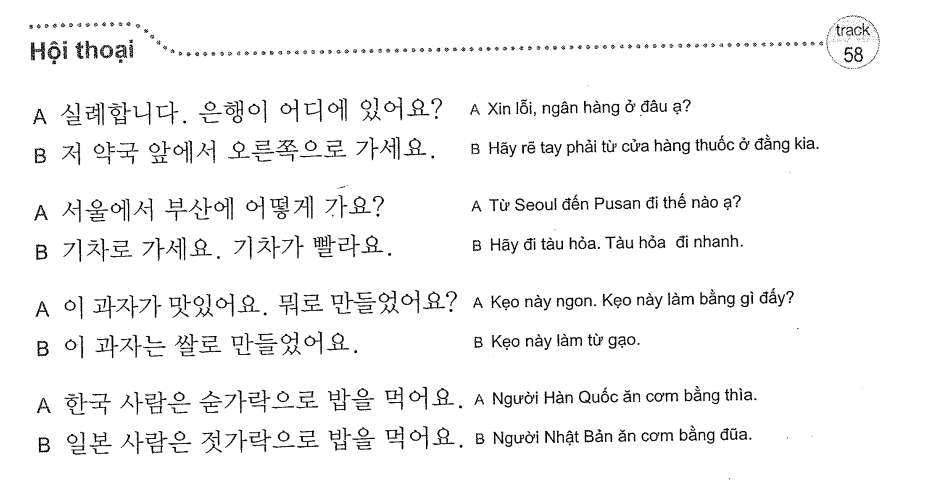 Hội thoại
track
58
A 실례합니다. 은행이 어디에 있어요? A Xin lỗi, ngân hàng ở đâu ạ?
B 저 약국 앞에서 오른쪽으로 가세요. B Hãy rẽ tay phải từ cửa hàng thuốc ở đằng kia.
A 서울에서 부산에 어떻게 가요? A Từ Seoul đến Pusan đi thế nào ạ?
B 기차로 가세요. 기차가 빨라요. B Hãy đi tàu hỏa. Tàu hỏa đi nhanh.
A 이 과자가 맛있어요. 뭐로 만들었어요? A Kẹo này ngon. Kẹo này làm bằng gì đấy?
B 이 과자는 쌀로 만들었어요. B Kẹo này làm từ gạo.
A 한국 사람은 숟가락으로 밥을 먹어요. A Người Hàn Quốc ăn cơm bằng thìa.
B 일본 사람은 젓가락으로 밥을 먹어요. B Người Nhật Bản ăn cơm bằng đũa.